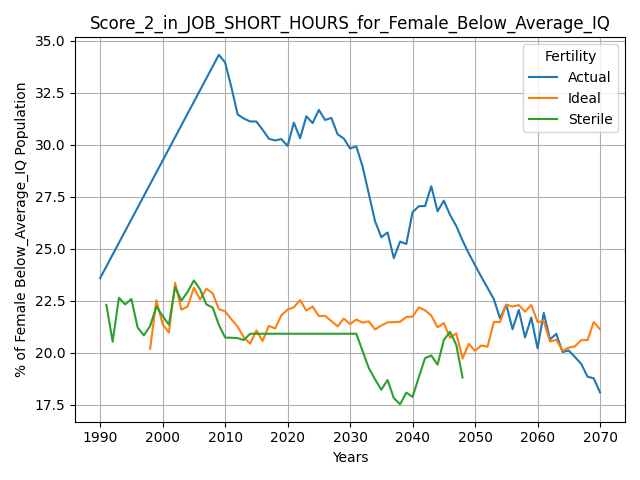 Score_2_in_JOB_SHORT_HOURS_for_Female_Below_Average_IQ
% of Female Below_Average_IQ Population
35.0
32.5
30.0
27.5
25.0
22.5
20.0
17.5
Fertility
Actual
Ideal
Sterile
1990 2000 2010 2020 2030 2040 2050 2060 2070
Years